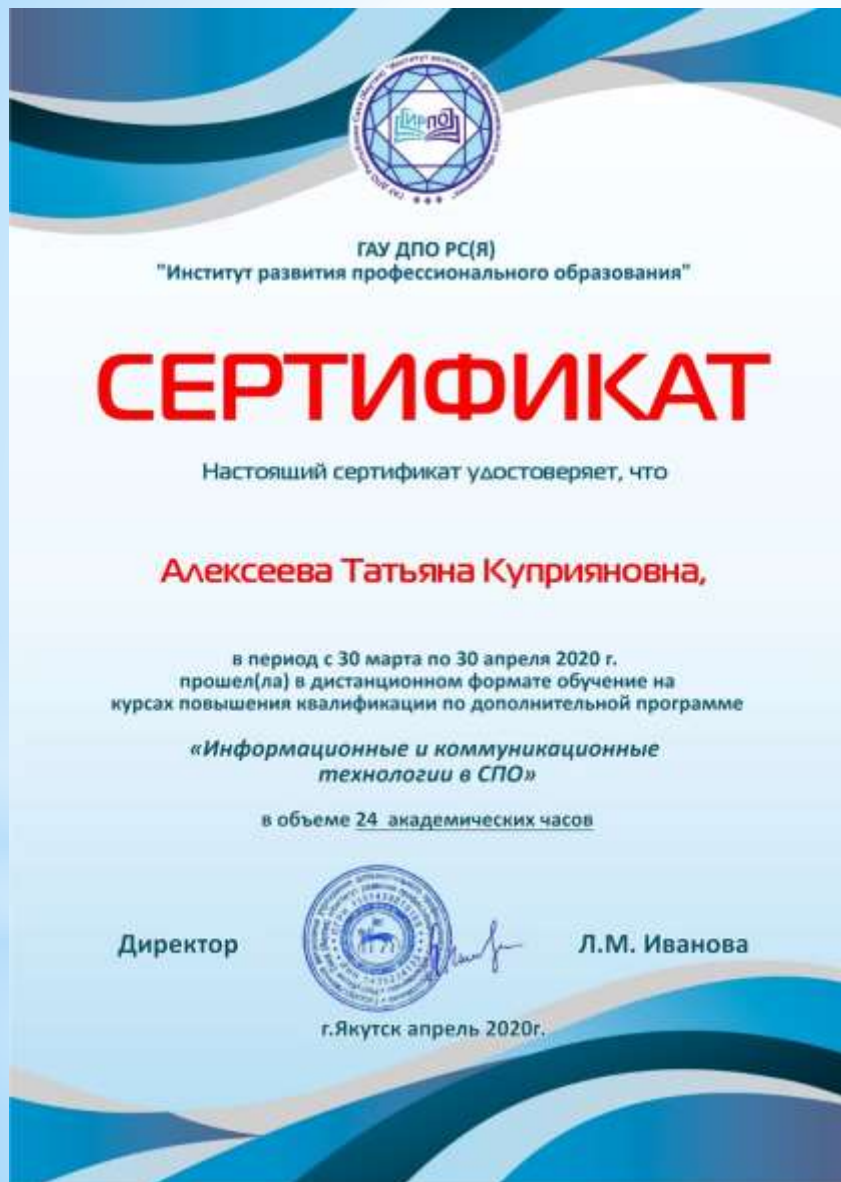 ИРПО
ГАУ ДПО РС(Я)
"Институт развития профессионального образования"
СЕРТИФИКАТ
Настоящий сертификат удостоверяет, что
Алексеева Татьяна Куприяновна,
в период с 30 марта по 30 апреля 2020 г.
прошел(ла) в дистанционном формате обучение на
курсах повышения квалификации по дополнительной программе
«Информационные и коммуникационные
технологии в СПО»
в объеме 24 академических часов
Директор
Л.М. Иванова
г.Якутск апрель 2020г.